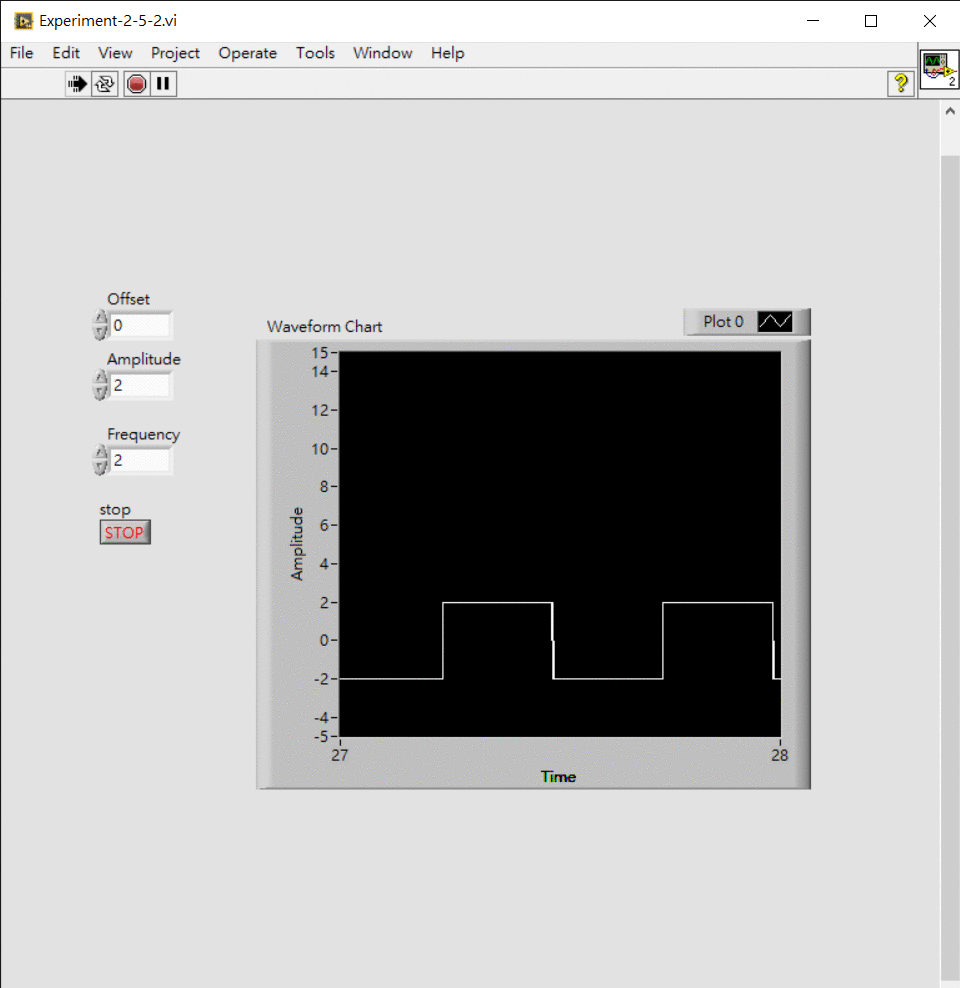 Experiment-2-5-2.vi
File Edit View Project Operate Tools Window Help
?
2
Offset
0
Amplitude
2
Frequency
2
stop
STOP
Waveform Chart
Plot 0
Amplitude
15
14
12
10
8
6
4
2
0
-2
-4
-5
27 28
Time